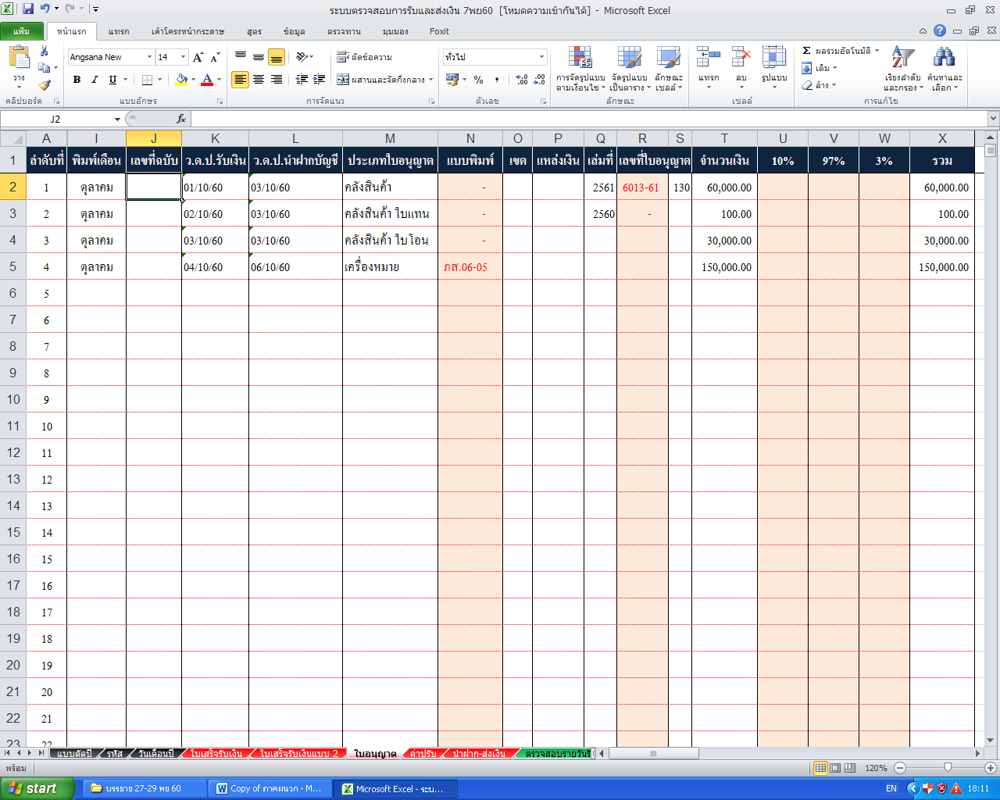 ระบบตรวจสอบการรับและส่งเงิน 7พย60 [โหมดความเข้ากันได้] - Microsoft Excel
แฟ้ม หน้าแรก แทรก เค้าโครงหน้ากระดาษ สูตร ข้อมูล ตรวจทาน มุมมอง Foxit
วาง
คลิปบอร์ด
Angsana New 14
B I U A
แบบอักษร
ตัดข้อความ
ผสานและจัดกึ่งกลาง
การจัดแนว
ทั่วไป
ตัวเลข
การจัดรูปแบบ จัดรูปแบบ ลักษณะ
ตามเงื่อนไข เป็นตาราง เซลล์
ลักษณะ
แทรก ลบ รูปแบบ
เซลล์
Σ ผลรวมอัตโนมัติ
เติม
ล้าง
เรียงลำดับ ค้นหาและ
และกรอง เลือก
การแก้ไข
J2 fx
A I J K L M N O P Q R S T U V W X
1 ลำดับที่ พิมพ์เดือน เลขที่ฉบับ ว.ด.ป.รับเงิน ว.ด.ป.นำฝากบัญชี ประเภทใบอนุญาต แบบพิมพ์ เขต แหล่งเงิน เล่มที่ เลขที่ใบอนุญาต จำนวนเงิน 10% 97% 3% รวม
2 1 ตุลาคม 01/10/60 03/10/60 คลังสินค้า - 2561 6013-61 130 60,000.00 60,000.00
3 2 ตุลาคม 02/10/60 03/10/60 คลังสินค้า ใบแทน - 2560 - 100.00 100.00
4 3 ตุลาคม 03/10/60 03/10/60 คลังสินค้า ใบโอน - 30,000.00 30,000.00
5 4 ตุลาคม 04/10/60 06/10/60 เครื่องหมาย ภส.06-05 150,000.00 150,000.00
6 5
7 6
8 7
9 8
10 9
11 10
12 11
13 12
14 13
15 14
16 15
17 16
18 17
19 18
20 19
21 20
22 21
23 22
แบบตัดปี รหัส วันเดือนปี ใบเสร็จรับเงิน ใบเสร็จรับเงินแบบ 2 ใบอนุญาต ค่าปรับ นำฝาก-ส่งเงิน ตรวจสอบรายวันรั
พร้อม 120%
start บรรยาย 27-29 พย 60 Copy of ภาคผนวก - M... Microsoft Excel - ระบ... EN 18:11